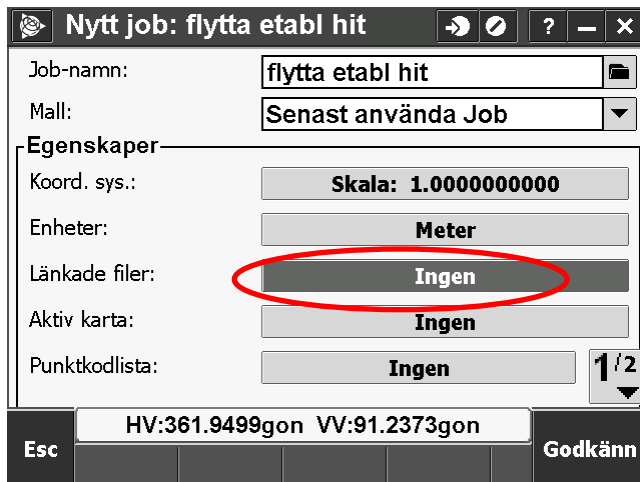 Nytt job: flytta etabl hit
?
Job-namn: flytta etabl hit
Mall: Senast använda Job
Egenskaper
Koord. sys.: Skala: 1.0000000000
Enheter: Meter
Länkade filer: Ingen
Aktiv karta: Ingen
Punktkodlista: Ingen
1/2
HV:361.9499gon VV:91.2373gon
Esc
Godkänn